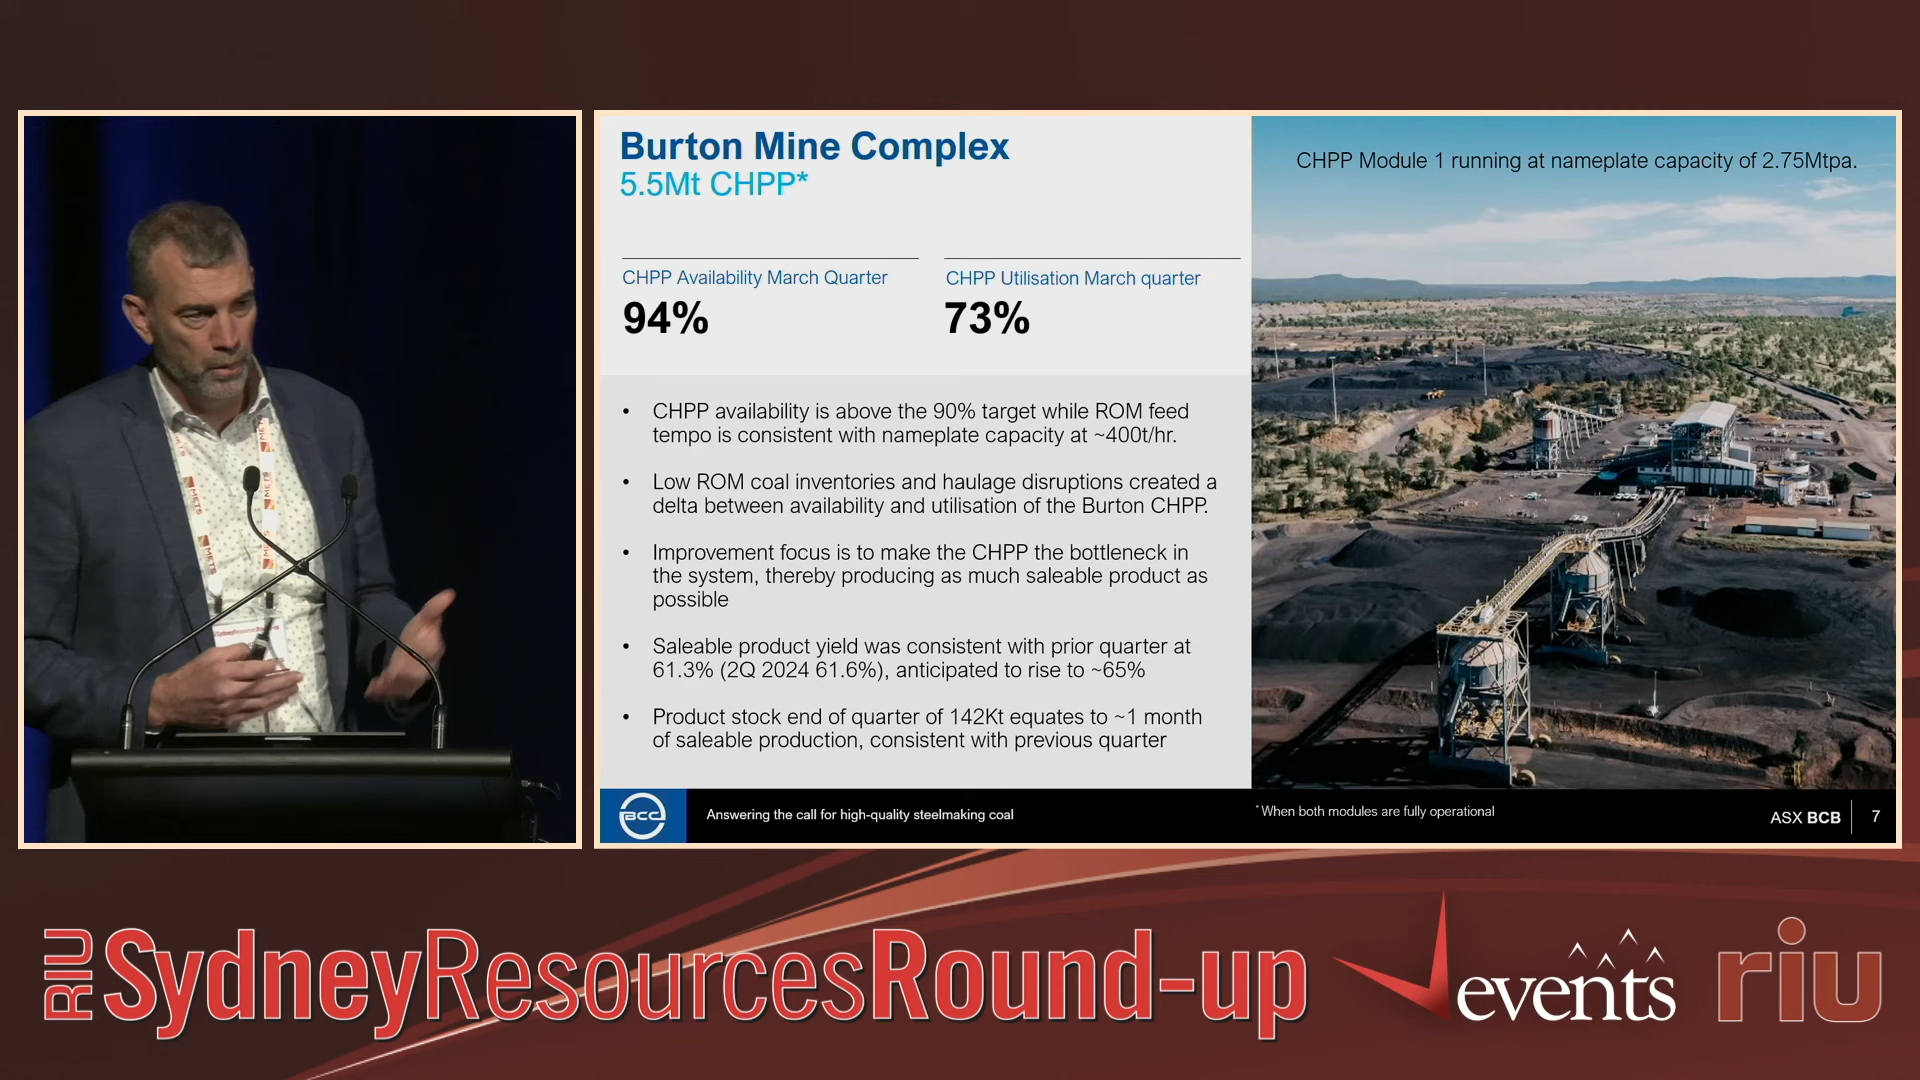 Burton Mine Complex
5.5Mt CHPP*
CHPP Availability March Quarter
94%
CHPP Utilisation March quarter
73%
• CHPP availability is above the 90% target while ROM feed
tempo is consistent with nameplate capacity at ~400t/hr.
• Low ROM coal inventories and haulage disruptions created a
delta between availability and utilisation of the Burton CHPP.
• Improvement focus is to make the CHPP the bottleneck in
the system, thereby producing as much saleable product as
possible
• Saleable product yield was consistent with prior quarter at
61.3% (2Q 2024 61.6%), anticipated to rise to ~65%
• Product stock end of quarter of 142Kt equates to ~1 month
of saleable production, consistent with previous quarter
CHPP Module 1 running at nameplate capacity of 2.75Mtpa.
BCC
Answering the call for high-quality steelmaking coal
* When both modules are fully operational
ASX BCB
7
METS
METS
METS
RIU SydneyResourcesRound-up
events
riu